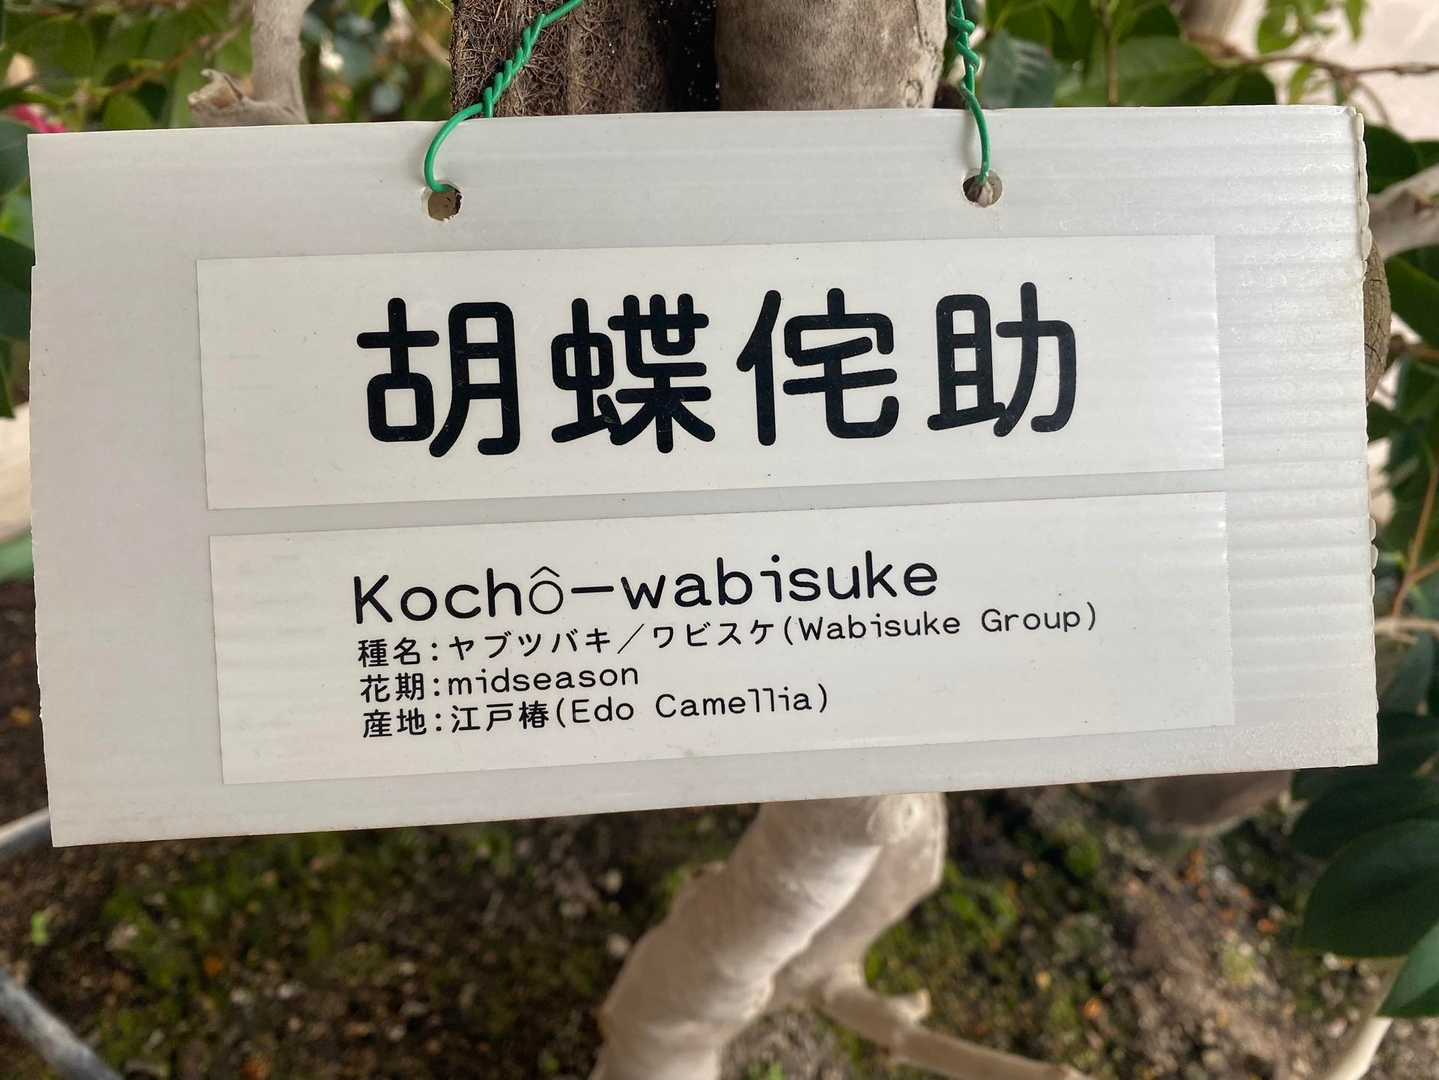 胡蝶侘助
Kochô-wabisuke
種名:ヤブツバキ／ワビスケ(Wabisuke Group)
花期:midseason
産地:江戸椿(Edo Camellia)